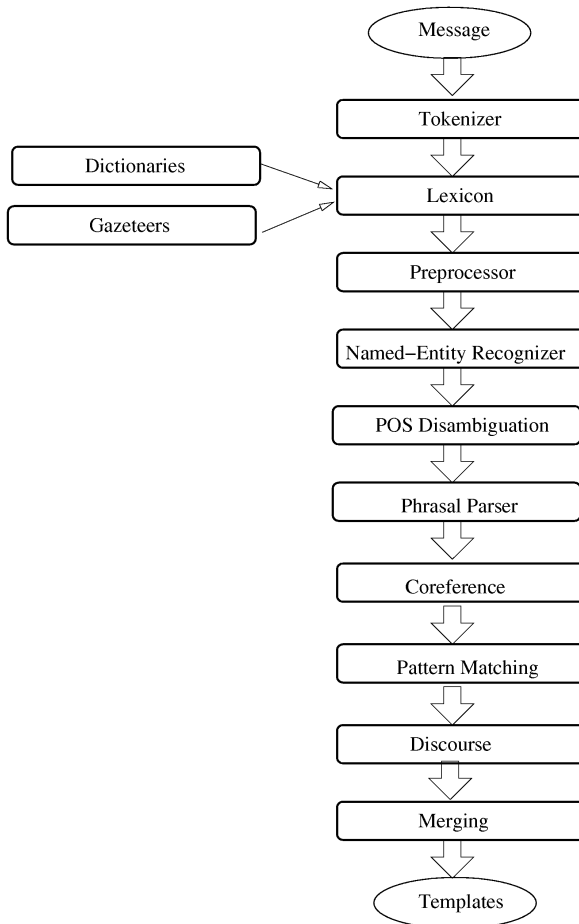 Message
Tokenizer
Dictionaries
Lexicon
Gazeteers
Preprocessor
Named-Entity Recognizer
POS Disambiguation
Phrasal Parser
Coreference
Pattern Matching
Discourse
Merging
Templates